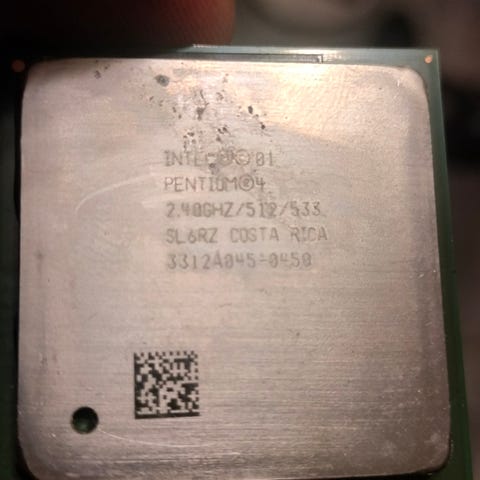 INTEL Ⓜ©'01
PENTIUM®4
2.40GHZ/512/533
SL6RZ COSTA RICA
3312A045-0450